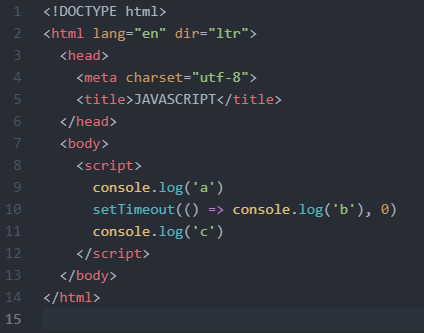 1 <!DOCTYPE html>
2 <html lang="en" dir="ltr">
3   <head>
4     <meta charset="utf-8">
5     <title>JAVASCRIPT</title>
6   </head>
7   <body>
8     <script>
9       console.log('a')
10       setTimeout(() => console.log('b'), 0)
11       console.log('c')
12     </script>
13   </body>
14 </html>
15